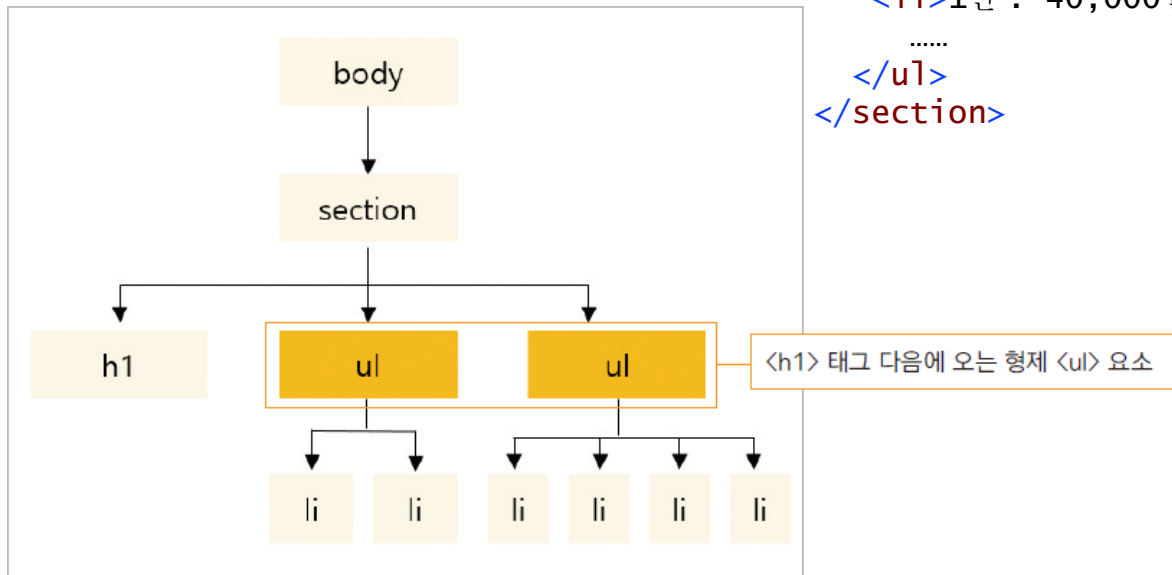 ……
</ul>
</section>
body
section
h1
ul
ul
<h1> 태그 다음에 오는 형제 <ul> 요소
li
li
li
li
li
li